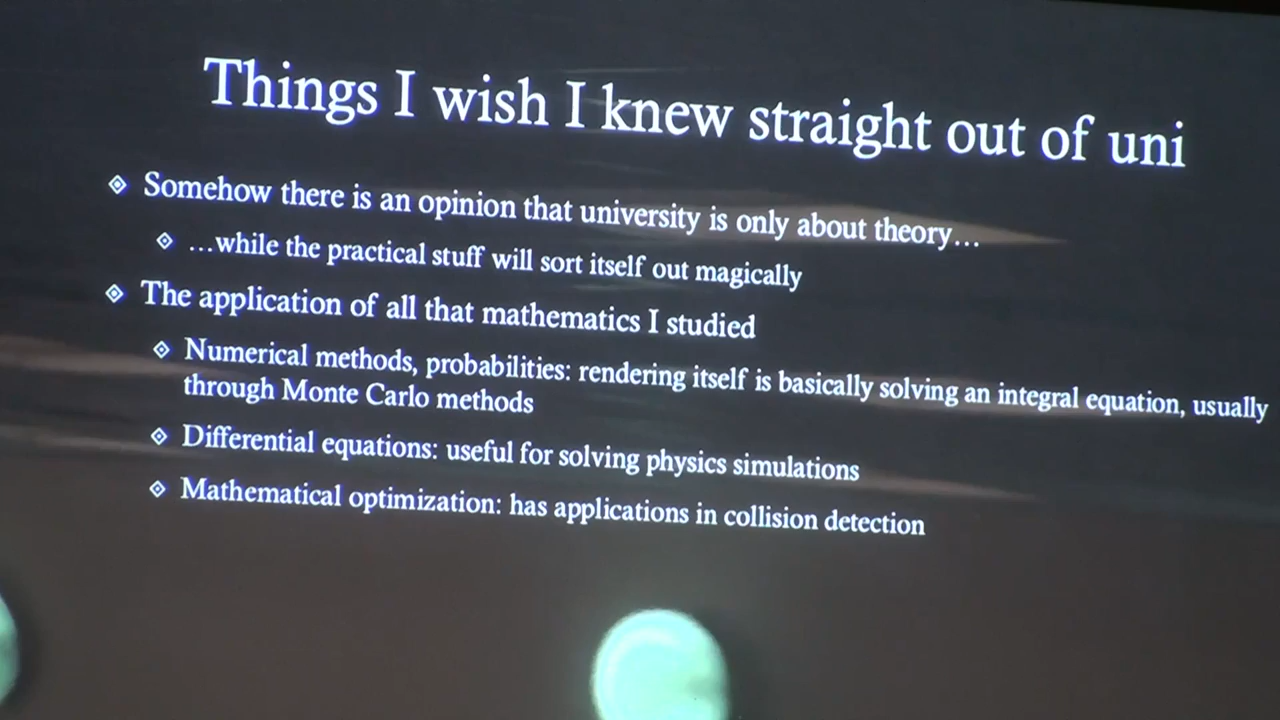 Things I wish I knew straight out of uni
Somehow there is an opinion that university is only about theory…
…while the practical stuff will sort itself out magically
The application of all that mathematics I studied
Numerical methods, probabilities: rendering itself is basically solving an integral equation, usually
through Monte Carlo methods
Differential equations: useful for solving physics simulations
Mathematical optimization: has applications in collision detection